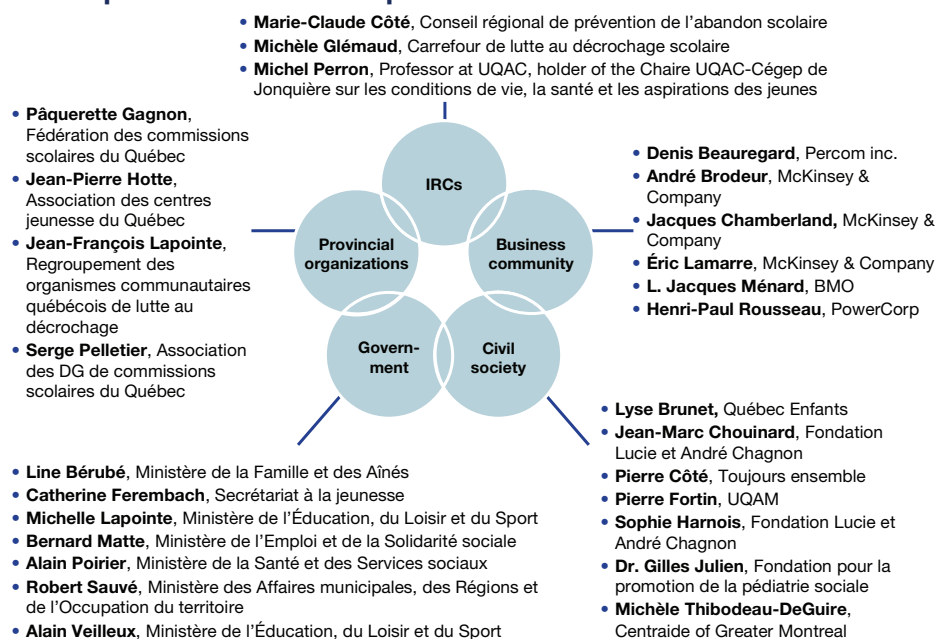 • Marie-Claude Côté, Conseil régional de prévention de l’abandon scolaire
• Michèle Glémaud, Carrefour de lutte au décrochage scolaire
• Michel Perron, Professor at UQAC, holder of the Chaire UQAC-Cégep de
Jonquière sur les conditions de vie, la santé et les aspirations des jeunes
• Pâquerette Gagnon,
Fédération des commissions
scolaires du Québec
• Jean-Pierre Hotte,
Association des centres
jeunesse du Québec
• Jean-François Lapointe,
Regroupement des
organismes communautaires
québécois de lutte au
décrochage
• Serge Pelletier, Association
des DG de commissions
scolaires du Québec
IRCs
Provincial
organizations
Business
community
Govern-
ment
Civil
society
• Denis Beauregard, Percom inc.
• André Brodeur, McKinsey &
Company
• Jacques Chamberland, McKinsey &
Company
• Éric Lamarre, McKinsey & Company
• L. Jacques Ménard, BMO
• Henri-Paul Rousseau, PowerCorp
• Line Bérubé, Ministère de la Famille et des Aînés
• Catherine Ferembach, Secrétariat à la jeunesse
• Michelle Lapointe, Ministère de l’Éducation, du Loisir et du Sport
• Bernard Matte, Ministère de l’Emploi et de la Solidarité sociale
• Alain Poirier, Ministère de la Santé et des Services sociaux
• Robert Sauvé, Ministère des Affaires municipales, des Régions et
de l’Occupation du territoire
• Alain Veilleux, Ministère de l’Éducation, du Loisir et du Sport
• Lyse Brunet, Québec Enfants
• Jean-Marc Chouinard, Fondation
Lucie et André Chagnon
• Pierre Côté, Toujours ensemble
• Pierre Fortin, UQAM
• Sophie Harnois, Fondation Lucie et
André Chagnon
• Dr. Gilles Julien, Fondation pour la
promotion de la pédiatrie sociale
• Michèle Thibodeau-DeGuire,
Centraide of Greater Montreal